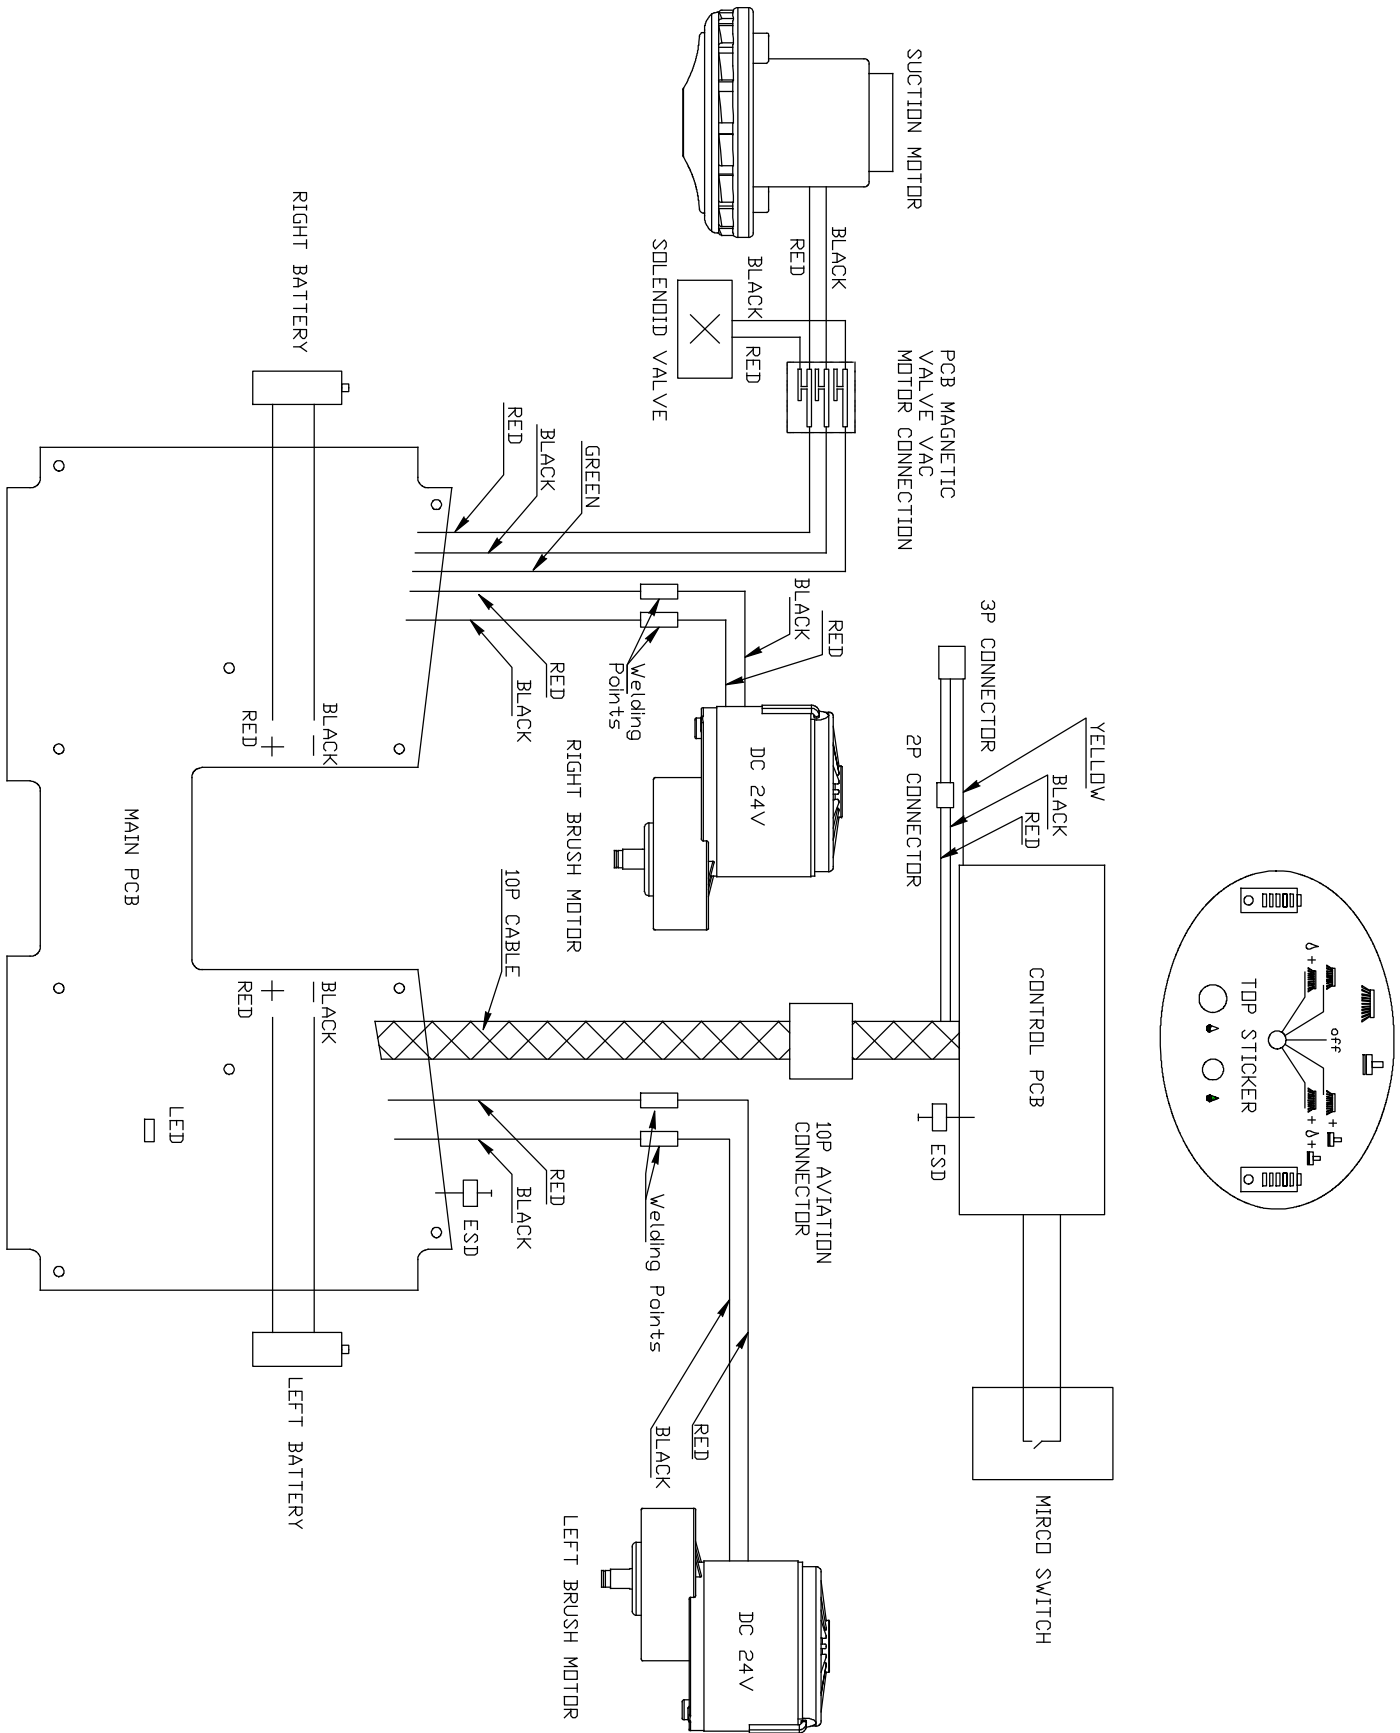 off
+
+
+ +
TOP STICKER
YELLOW
BLACK
RED
CONTROL PCB
MIRCO SWITCH
3P CONNECTOR
PCB MAGNETIC
VALVE VAC
MOTOR CONNECTION
ESD
SUCTION MOTOR
2P CONNECTOR
BLACK
RED
10P AVIATION
CONNECTOR
RED
BLACK
BLACK
RED
DC 24V
DC 24V
RED
BLACK
SOLENOID VALVE
Welding
Points
Welding Points
GREEN
BLACK
RED
RED
BLACK
RIGHT BRUSH MOTOR
10P CABLE
RED
BLACK
LEFT BRUSH MOTOR
ESD
RIGHT BATTERY
BLACK
RED
BLACK
RED
LEFT BATTERY
LED
MAIN PCB